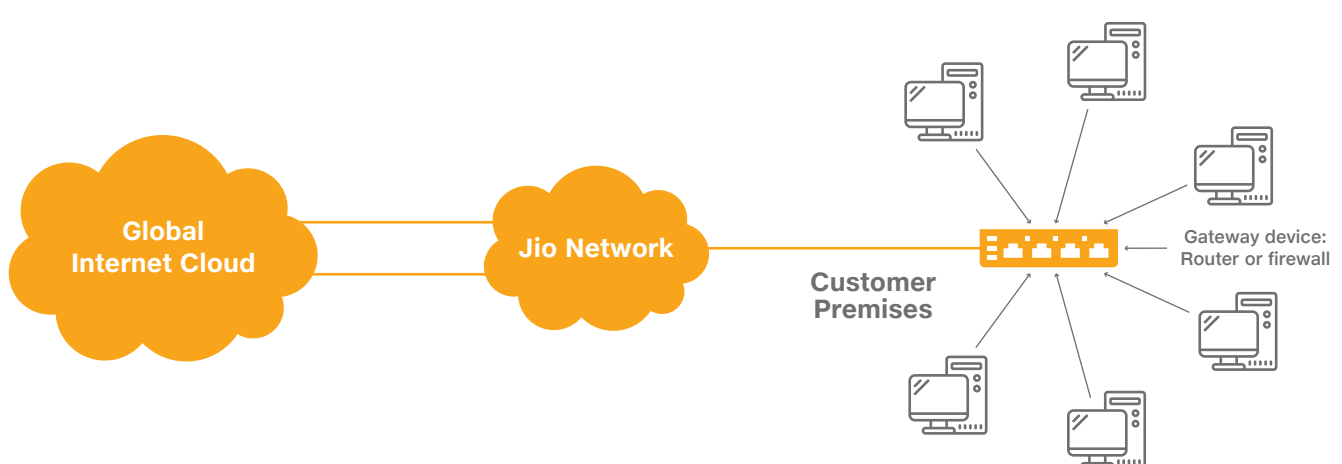 Global
Internet Cloud
Jio Network
Customer
Premises
Gateway device:
Router or firewall